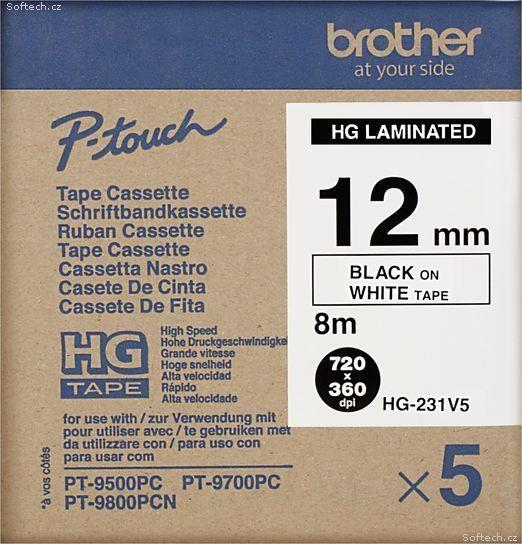 Softech.cz
brother
at your side
P-touch
HG LAMINATED
12 mm
BLACK ON
WHITE TAPE
8m
720
x
360
dpi
HG-231V5
Tape Cassette
Schriftbandkassette
Ruban Cassette
Tape Cassette
Cassetta Nastro
Casete De Cinta
Cassete De Fita
HG
TAPE
High Speed
Hohe Druckgeschwindigke
Grande vitesse
Hoge snelheid
Alta velocidad
Rápido
Alta velocidade
for use with / zur Verwendung mit
pour utiliser avec / te gebruiken met
da utilizzare con / para uso con
para usar com
*à vos côtés
PT-9500PC PT-9700PC
PT-9800PCN
x5
Softech.cz